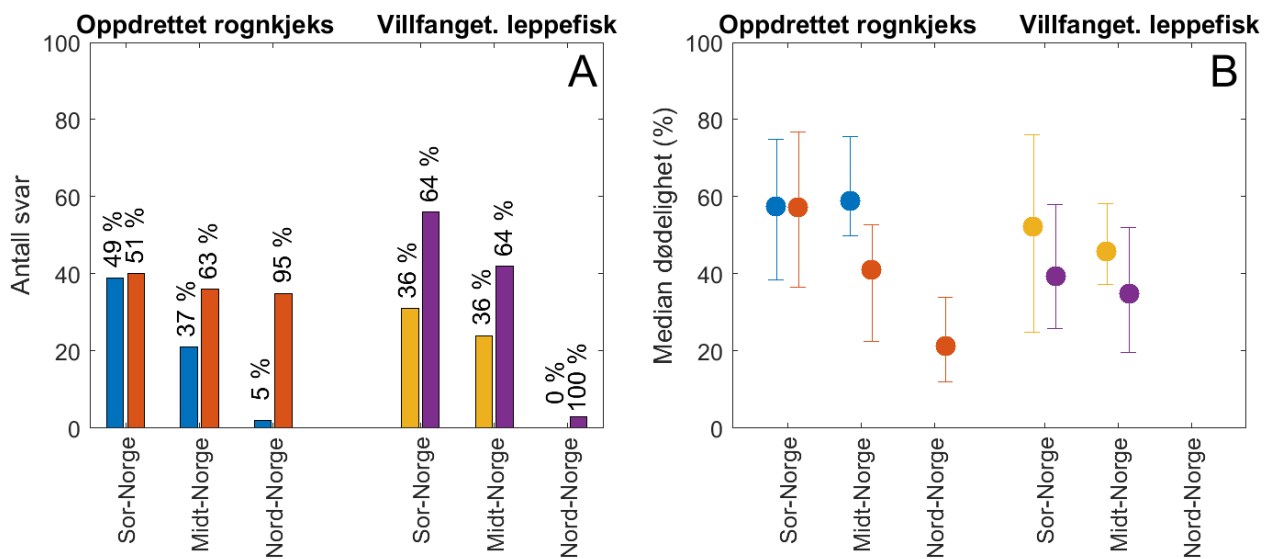 Oppdrettet rognkjeks
Villfanget. leppefisk
A
Antall svar
100
80
60
40
20
0
49 %
51 %
37 %
63 %
5 %
95 %
36 %
64 %
36 %
64 %
0 %
100 %
Sor-Norge
Midt-Norge
Nord-Norge
Sor-Norge
Midt-Norge
Nord-Norge
Oppdrettet rognkjeks
Villfanget. leppefisk
B
Median dødelighet (%)
100
80
60
40
20
0
Sor-Norge
Midt-Norge
Nord-Norge
Sor-Norge
Midt-Norge
Nord-Norge